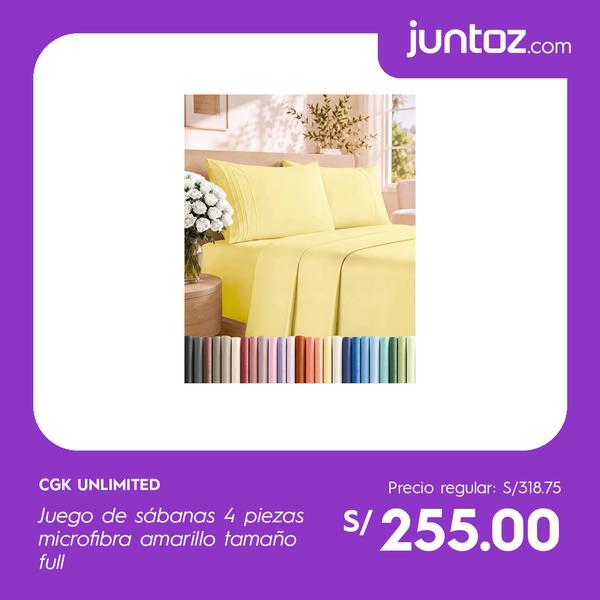 juntoz.com
CGK UNLIMITED
Juego de sábanas 4 piezas
microfibra amarillo tamaño
full
Precio regular: S/318.75
S/ 255.00